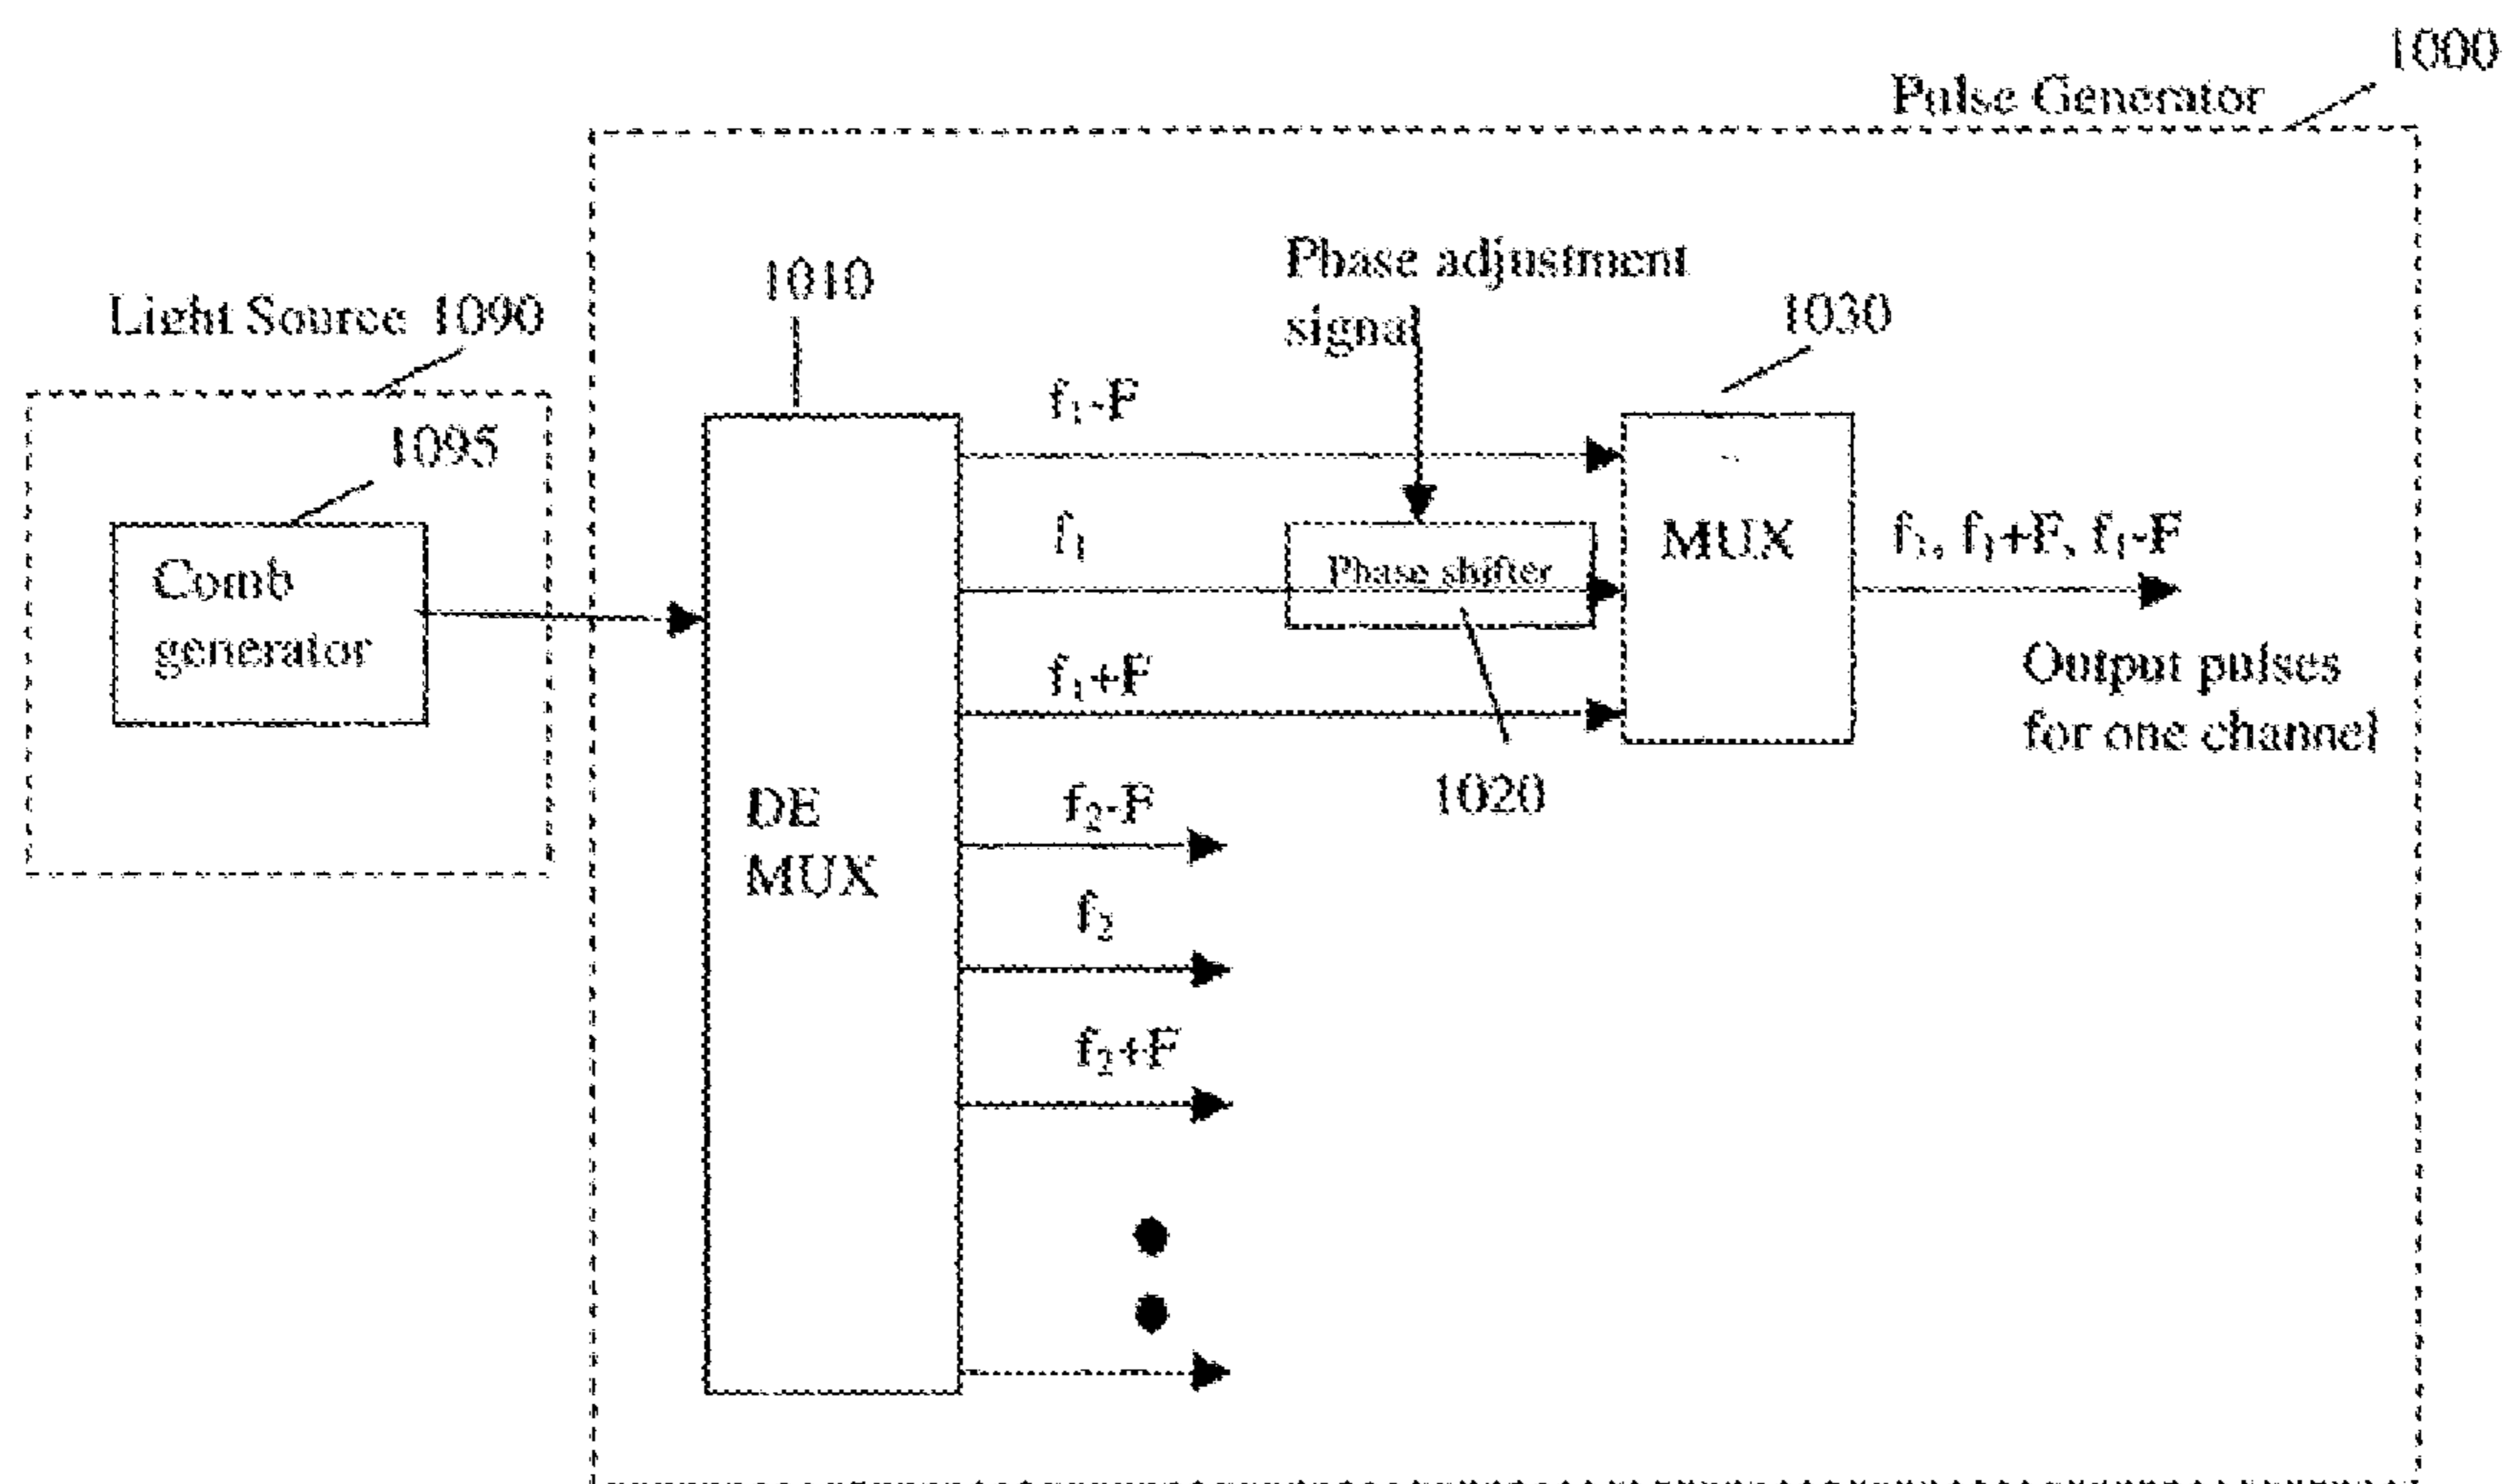 1000
Pulse Generator
Phase adjustment
signal
1010
Light Source 1090
1030
f₁-F
1095
f₁
MUX
f₁, f₁+F, f₁-F
Comb
generator
Phase shifter
f₁+F
Output pulses
for one channel
1020
DE
MUX
f₂-F
f₂
f₂+F